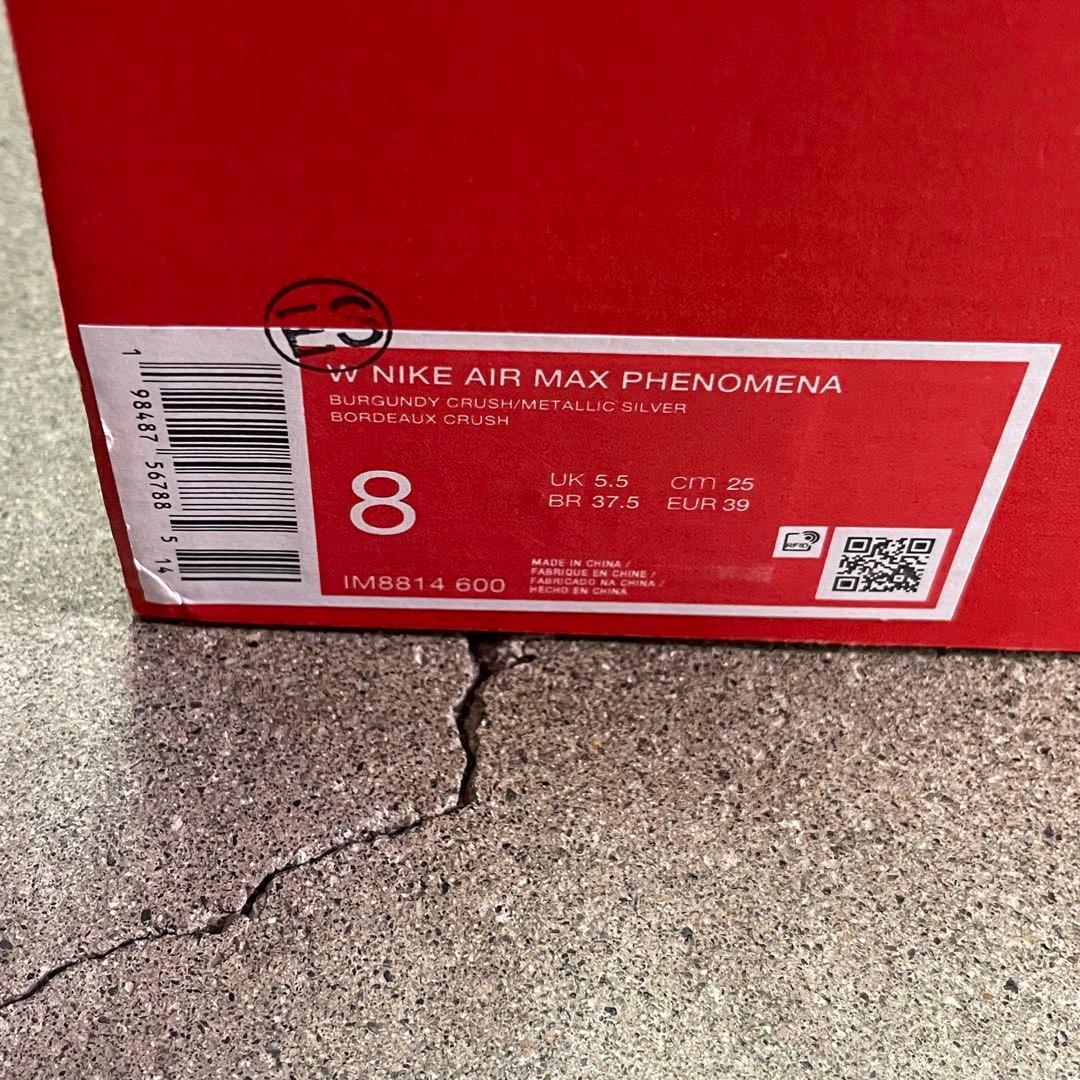 W NIKE AIR MAX PHENOMENA
BURGUNDY CRUSH/METALLIC SILVER
BORDEAUX CRUSH
8
UK 5.5 cm 25
BR 37.5 EUR 39
IM8814 600
MADE IN CHINA /
FABRIQUE EN CHINE /
FABRICADO NA CHINA /
HECHO EN CHINA
RFID
1 98487 56788 5 14